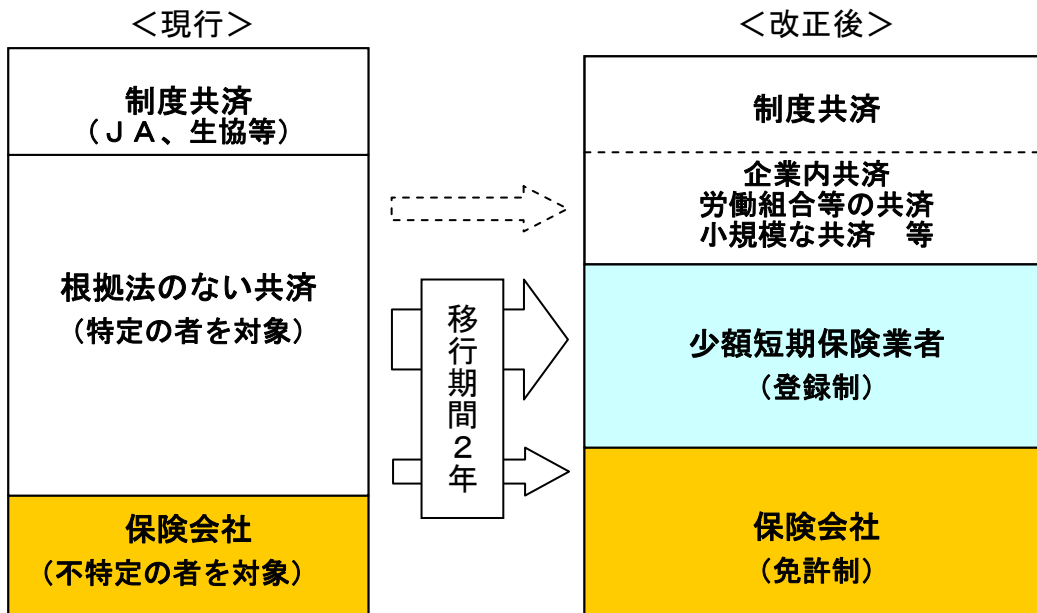 ＜現行＞
制度共済
（ＪＡ、生協等）
根拠法のない共済
（特定の者を対象）
保険会社
（不特定の者を対象）
移行期間２年
＜改正後＞
制度共済
企業内共済
労働組合等の共済
小規模な共済　等
少額短期保険業者
（登録制）
保険会社
（免許制）